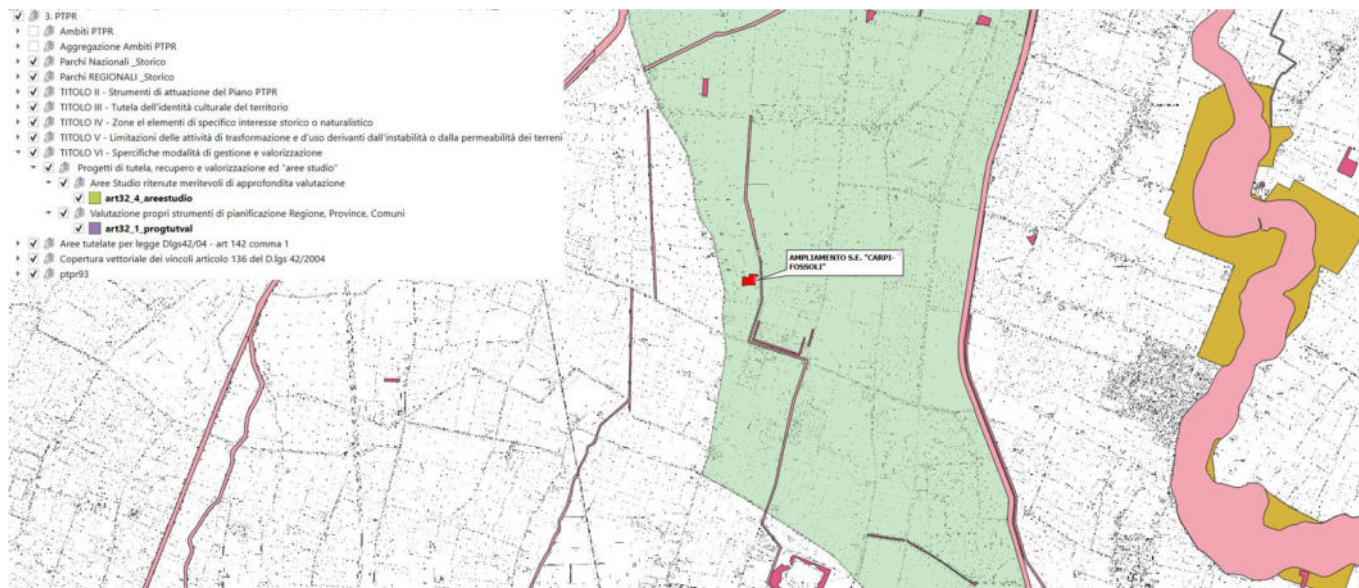 3. PTPR
Ambiti PTPR
Aggregazione Ambiti PTPR
Parchi Nazionali _Storico
Parchi REGIONALI _Storico
TITOLO II - Strumenti di attuazione del Piano PTPR
TITOLO III - Tutela dell'identità culturale del territorio
TITOLO IV - Zone el elementi di specifico interesse storico o naturalistico
TITOLO V - Limitazioni delle attività di trasformazione e d'uso derivanti dall'instabilità o dalla permeabilità dei terreni
TITOLO VI - Spercifiche modalità di gestione e valorizzazione
Progetti di tutela, recupero e valorizzazione ed "aree studio"
Aree Studio ritenute meritevoli di approfondita valutazione
art32_4_areestudio
Valutazione propri strumenti di pianificazione Regione, Province, Comuni
art32_1_progtutval
Aree tutelate per legge Dlgs42/04 - art 142 comma 1
Copertura vettoriale dei vincoli articolo 136 del D.lgs 42/2004
ptpr93
AMPLIAMENTO S.E. "CARPI-
FOSSOLI"